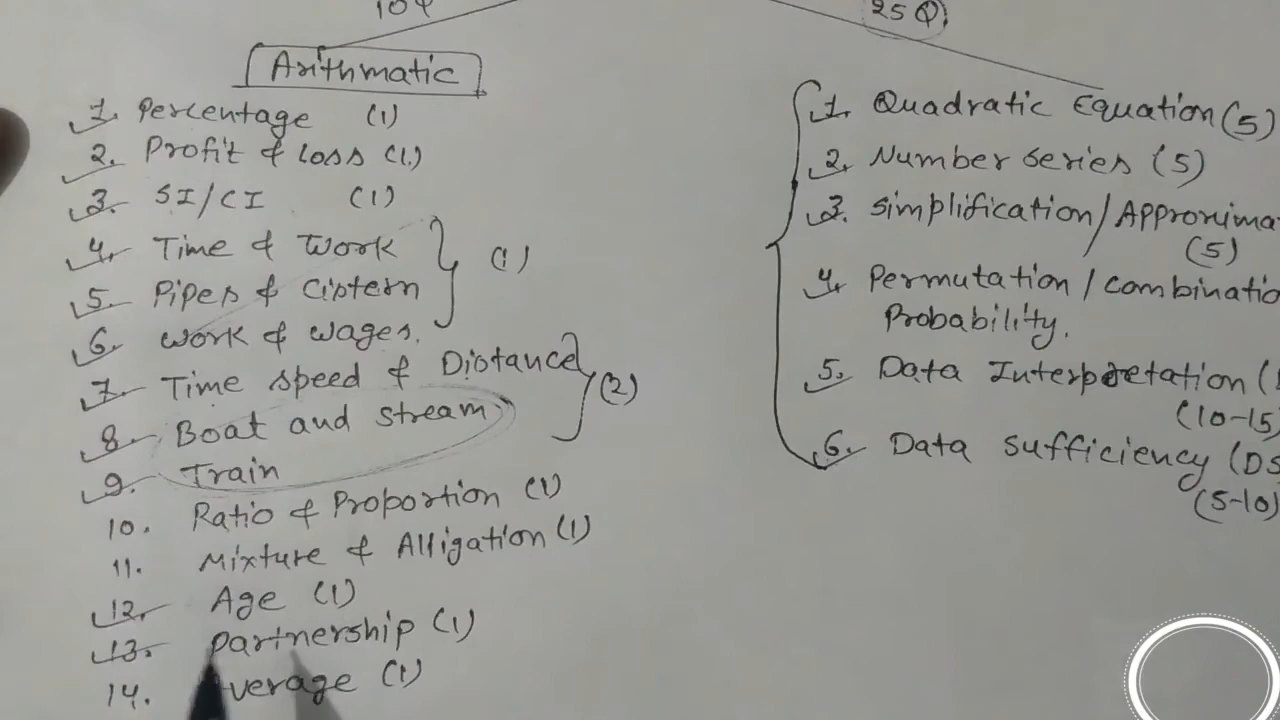 10Q
25Q
Arithmatic
1. Percentage (1)
2. Profit & Loss (1)
3. SI/CI (1)
4. Time & Work
5. Pipes & Cistern
(1)
6. Work & Wages.
7. Time speed & Distance
8. Boat and stream
(2)
9. Train
10. Ratio & Proportion (1)
11. Mixture & Alligation (1)
12. Age (1)
13. Partnership (1)
14. Average (1)
1. Quadratic Equation (5)
2. Number series (5)
3. Simplification/Approxima
(5)
4. Permutation / combinatio
Probability.
5. Data Interpretation (
(10-15)
6. Data sufficiency (DS
(5-10)